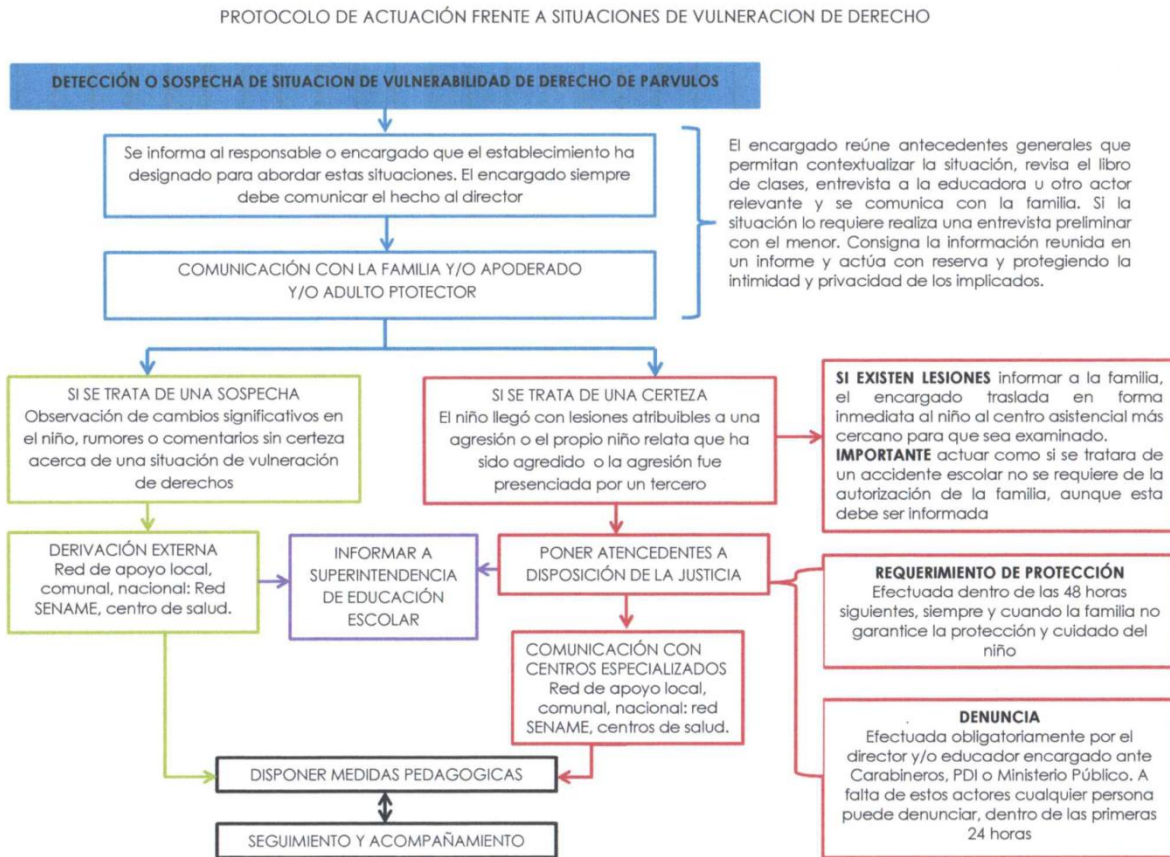 PROTOCOLO DE ACTUACIÓN FRENTE A SITUACIONES DE VULNERACION DE DERECHO
DETECCIÓN O SOSPECHA DE SITUACION DE VULNERABILIDAD DE DERECHO DE PARVULOS
Se informa al responsable o encargado que el establecimiento ha
designado para abordar estas situaciones. El encargado siempre
debe comunicar el hecho al director
El encargado reúne antecedentes generales que
permitan contextualizar la situación, revisa el libro
de clases, entrevista a la educadora u otro actor
relevante y se comunica con la familia. Si la
situación lo requiere realiza una entrevista preliminar
con el menor. Consigna la información reunida en
un informe y actúa con reserva y protegiendo la
intimidad y privacidad de los implicados.
COMUNICACIÓN CON LA FAMILIA Y/O APODERADO
Y/O ADULTO PTOTECTOR
SI SE TRATA DE UNA SOSPECHA
Observación de cambios significativos en
el niño, rumores o comentarios sin certeza
acerca de una situación de vulneración
de derechos
SI SE TRATA DE UNA CERTEZA
El niño llegó con lesiones atribuibles a una
agresión o el propio niño relata que ha
sido agredido o la agresión fue
presenciada por un tercero
SI EXISTEN LESIONES informar a la familia,
el encargado traslada en forma
inmediata al niño al centro asistencial más
cercano para que sea examinado.
IMPORTANTE actuar como si se tratara de
un accidente escolar no se requiere de la
autorización de la familia, aunque esta
debe ser informada
DERIVACIÓN EXTERNA
Red de apoyo local,
comunal, nacional: Red
SENAME, centro de salud.
INFORMAR A
SUPERINTENDENCIA
DE EDUCACIÓN
ESCOLAR
PONER ATENCEDENTES A
DISPOSICIÓN DE LA JUSTICIA
REQUERIMIENTO DE PROTECCIÓN
Efectuada dentro de las 48 horas
siguientes, siempre y cuando la familia no
garantice la protección y cuidado del
niño
COMUNICACIÓN CON
CENTROS ESPECIALIZADOS
Red de apoyo local,
comunal, nacional: red
SENAME, centros de salud.
DENUNCIA
Efectuada obligatoriamente por el
director y/o educador encargado ante
Carabineros, PDI o Ministerio Público. A
falta de estos actores cualquier persona
puede denunciar, dentro de las primeras
24 horas
DISPONER MEDIDAS PEDAGOGICAS
SEGUIMIENTO Y ACOMPAÑAMIENTO